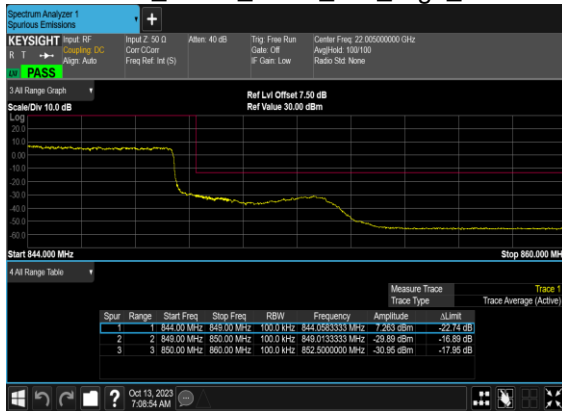 Spectrum Analyzer 1
Spurious Emissions
+
KEYSIGHT Input: RF Input Z: 50 Ω Atten: 40 dB Trig: Free Run Center Freq: 22.005000000 GHz
R T Coupling: DC Corr CCorr Gate: Off Avg|Hold: 100/100
Align: Auto Freq Ref: Int (S) IF Gain: Low Radio Std: None
PASS
3 All Range Graph
Ref Lvl Offset 7.50 dB
Scale/Div 10.0 dB Ref Value 30.00 dBm
Log
20.0
10.0
0.00
-10.0
-20.0
-30.0
-40.0
-50.0
-60.0
Start 844.000 MHz Stop 860.000 MH
4 All Range Table
Measure Trace Trace 1
Trace Type Trace Average (Active)
Spur Range Start Freq Stop Freq RBW Frequency Amplitude ΔLimit
1 1 844.00 MHz 849.00 MHz 100.0 kHz 844.0583333 MHz 7.263 dBm -22.74 dB
2 2 849.00 MHz 850.00 MHz 100.0 kHz 849.0133333 MHz -29.89 dBm -16.89 dB
3 3 850.00 MHz 860.00 MHz 100.0 kHz 852.5000000 MHz -30.95 dBm -17.95 dB
?
Oct 13, 2023
7:08:54 AM